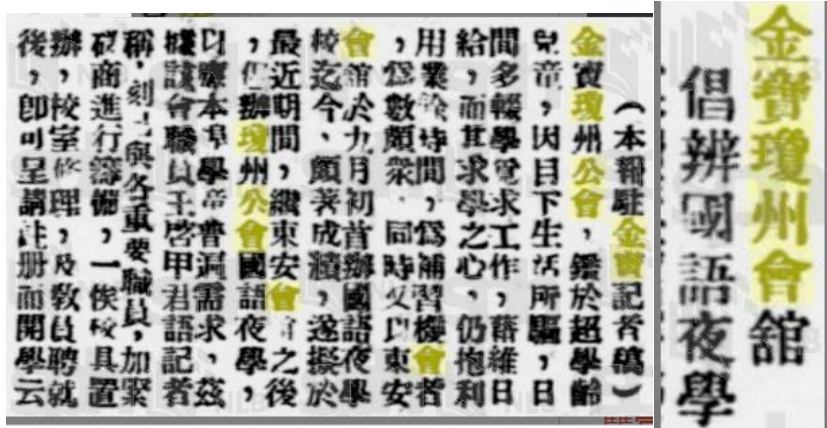 金寶瓊州會舘
倡辨國語夜學
（本報駐金寶記者稿）
金寶瓊州公會，鑑於超學齡
兒童，因目下生活所驅，日
間多輟學覓求工作，藉維日
給，而其求學之心，仍抱利
用業餘時間，爲補習機會者
，爲數頗衆，同時又以東安
會館於九月初首辦國語夜學
校迄今，頗著成績，遂擬於
最近期間，繼東安會之後
，倡辦瓊州公會國語夜學，
以應本埠學需求，茲
據該會職員王啓甲君語記者
稱，刻已與各重要職員，加緊
磋商進行籌備，一俟校具置
辦，校室修理，及敎員聘就
後，卽可呈請註册而開學云